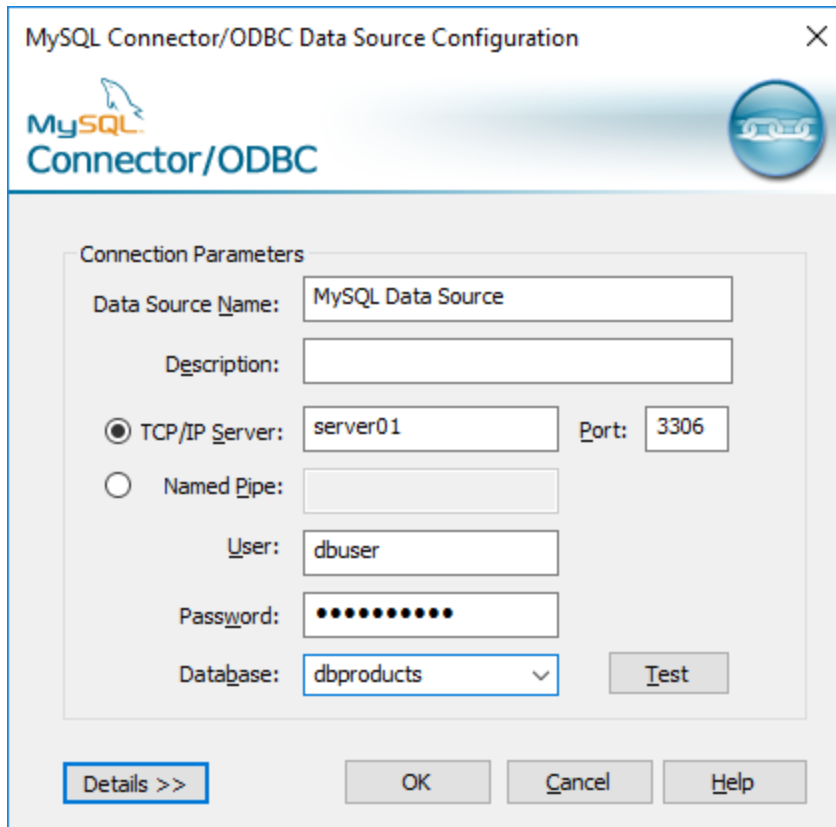 MySQL Connector/ODBC Data Source Configuration
MySQL
Connector/ODBC
Connection Parameters
Data Source Name: MySQL Data Source
Description:
TCP/IP Server: server01 Port: 3306
Named Pipe:
User: dbuser
Password: ••••••••••
Database: dbproducts Test
Details >> OK Cancel Help